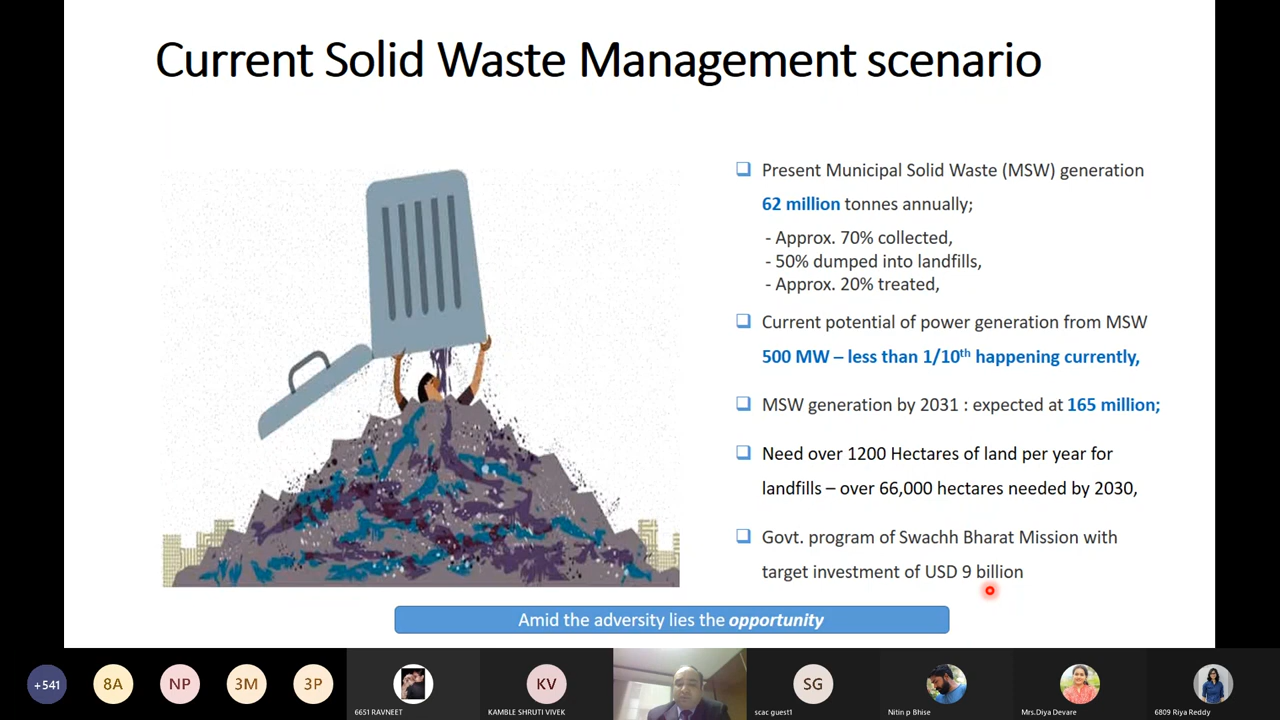 Current Solid Waste Management scenario
❑ Present Municipal Solid Waste (MSW) generation
62 million tonnes annually;
- Approx. 70% collected,
- 50% dumped into landfills,
- Approx. 20% treated,
❑ Current potential of power generation from MSW
500 MW – less than 1/10th happening currently,
❑ MSW generation by 2031 : expected at 165 million;
❑ Need over 1200 Hectares of land per year for
landfills – over 66,000 hectares needed by 2030,
❑ Govt. program of Swachh Bharat Mission with
target investment of USD 9 billion
Amid the adversity lies the opportunity
+541
8A
NP
3M
3P
KV
SG
6651 RAVNEET
KAMBLE SHRUTI VIVEK
scac guest1
Nitin p Bhise
Mrs.Diya Devare
6809 Riya Reddy